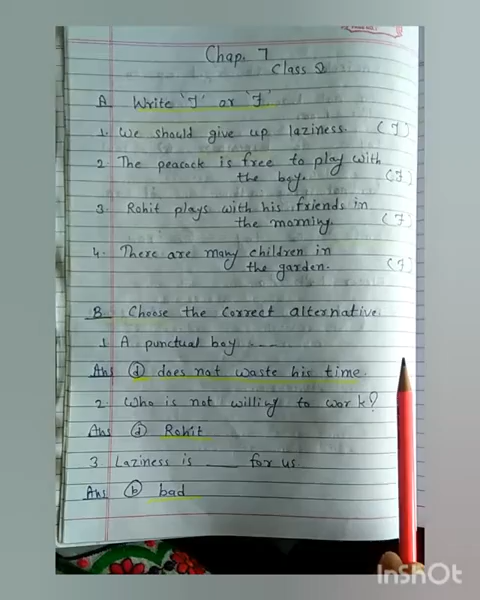 Chap. 7
Class 2
A. Write 'T' or 'F'
1. We should give up laziness. (T)
2. The peacock is free to play with
the boy. (F)
3. Rohit plays with his friends in
the morning. (F)
4. There are many children in
the garden. (F)
B. Choose the correct alternative.
1. A punctual boy ----
Ans (d) does not waste his time.
2. Who is not willing to work?
Ans (d) Rohit
3. Laziness is ___ for us.
Ans (b) bad
InShOt